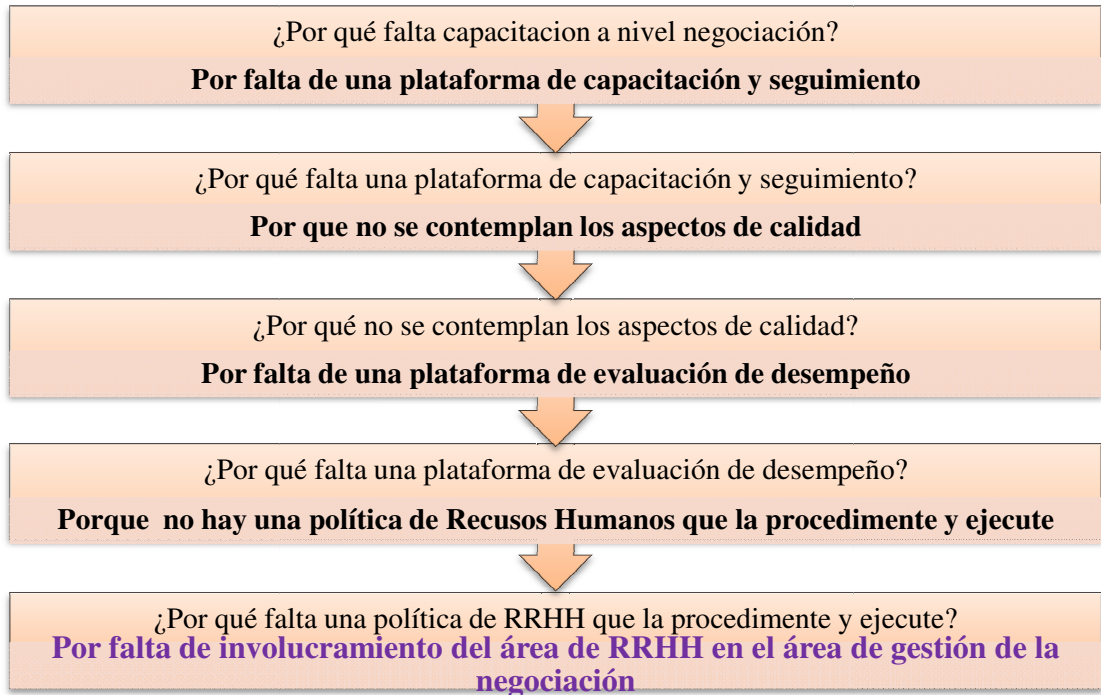 ¿Por qué falta capacitacion a nivel negociación?
Por falta de una plataforma de capacitación y seguimiento
¿Por qué falta una plataforma de capacitación y seguimiento?
Por que no se contemplan los aspectos de calidad
¿Por qué no se contemplan los aspectos de calidad?
Por falta de una plataforma de evaluación de desempeño
¿Por qué falta una plataforma de evaluación de desempeño?
Porque no hay una política de Recusos Humanos que la procedimente y ejecute
¿Por qué falta una política de RRHH que la procedimente y ejecute?
Por falta de involucramiento del área de RRHH en el área de gestión de la
negociación